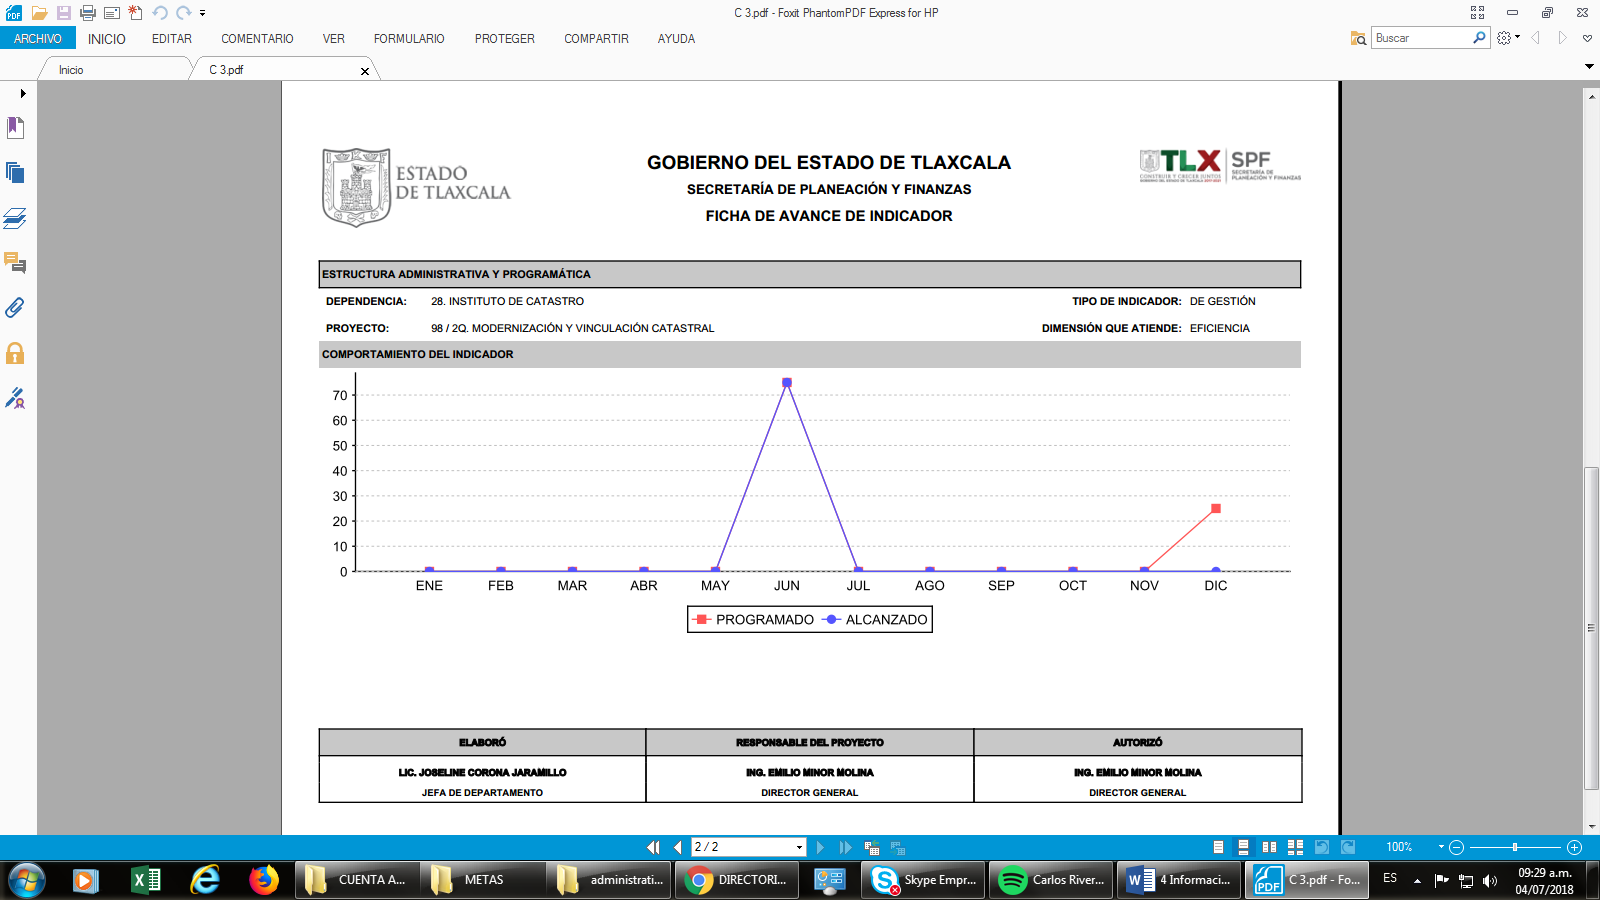 C 3.pdf - Foxit PhantomPDF Express for HP
ARCHIVO INICIO EDITAR COMENTARIO VER FORMULARIO PROTEGER COMPARTIR AYUDA
Buscar
Inicio
C 3.pdf
ESTADO
DE TLAXCALA
GOBIERNO DEL ESTADO DE TLAXCALA
SECRETARÍA DE PLANEACIÓN Y FINANZAS
FICHA DE AVANCE DE INDICADOR
TLX
CONSTRUIR Y CRECER JUNTOS
SPF
SECRETARÍA DE
PLANEACIÓN Y FINANZAS
ESTRUCTURA ADMINISTRATIVA Y PROGRAMÁTICA
DEPENDENCIA: 28. INSTITUTO DE CATASTRO
TIPO DE INDICADOR: DE GESTIÓN
PROYECTO: 98 / 2Q. MODERNIZACIÓN Y VINCULACIÓN CATASTRAL
DIMENSIÓN QUE ATIENDE: EFICIENCIA
COMPORTAMIENTO DEL INDICADOR
70
60
50
40
30
20
10
0
ENE FEB MAR ABR MAY JUN JUL AGO SEP OCT NOV DIC
PROGRAMADO ALCANZADO
ELABORÓ RESPONSABLE DEL PROYECTO AUTORIZÓ
LIC. JOSELINE CORONA JARAMILLO ING. EMILIO MINOR MOLINA ING. EMILIO MINOR MOLINA
JEFA DE DEPARTAMENTO DIRECTOR GENERAL DIRECTOR GENERAL
2 / 2
100%
CUENTA A... METAS administrati... DIRECTORI... Skype Empr... Carlos River... 4 Informaci... C 3.pdf - Fo...
ES
09:29 a.m.
04/07/2018